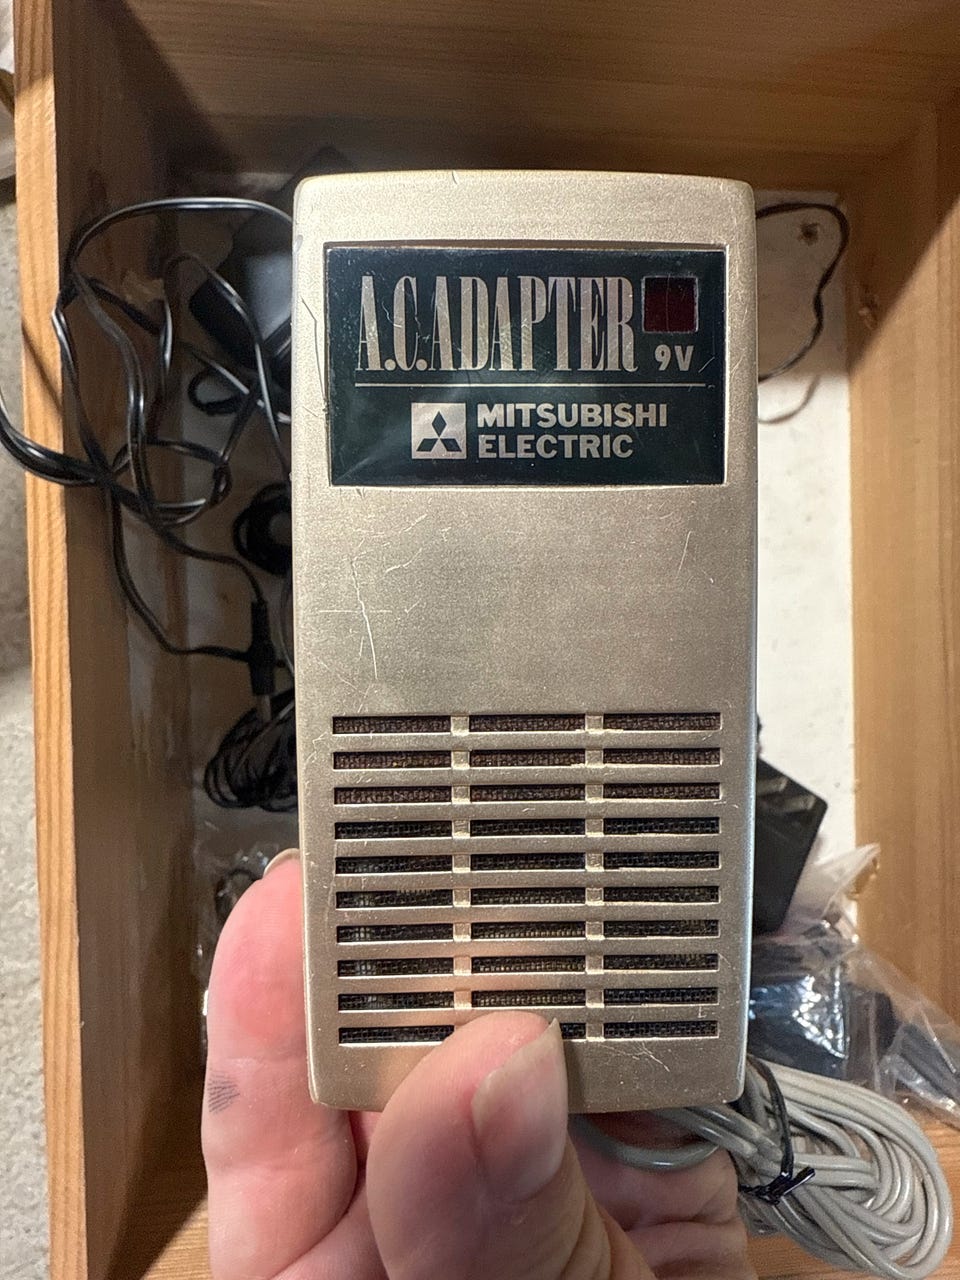 A.C.ADAPTER
9V
MITSUBISHI
ELECTRIC